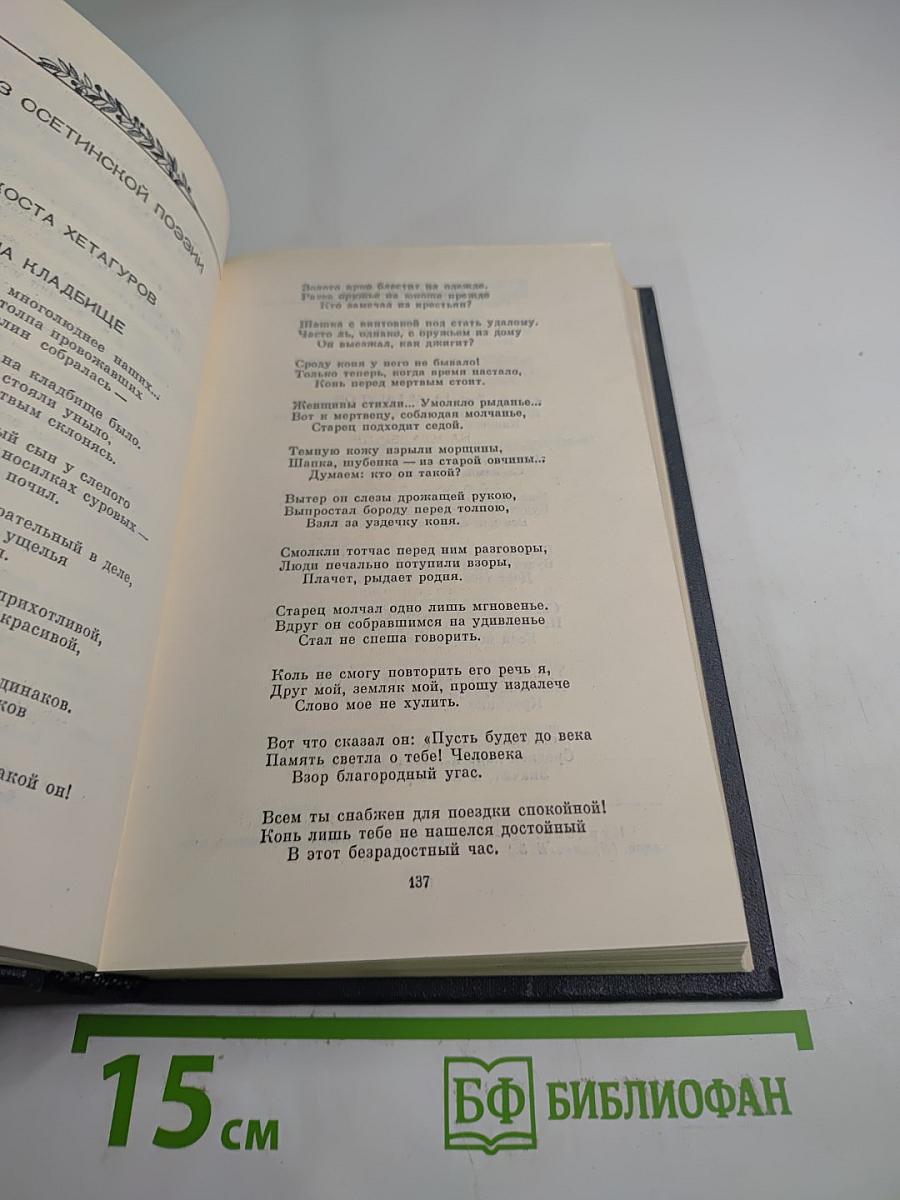 З ОСЕТИНСКОЙ ПОЭЗИИ
КОСТА ХЕТАГУРОВ
НА КЛАДБИЩЕ
многолюднее наших...
толпа провожавших
собралась —
на кладбище было.
стояли уныло,
склонясь.
сын у слепого
носилках суровых —
почил.
в деле,
ущелья
прихотливой,
красивой,
динаков.
ков
акой он!
Золото ярко блестит на одежде.
Разве оружье на юноше прежде
Кто замечал из крестьян?
Шашка с винтовкой под стать удалому.
Часто ль, однако, с оружьем из дому
Он выезжал, как джигит?
Сроду коня у него не бывало!
Только теперь, когда время настало,
Конь перед мертвым стоит.
Женщины стихли... Умолкло рыданье...
Вот к мертвецу, соблюдая молчанье,
Старец подходит седой.
Темную кожу изрыли морщины,
Шапка, шубенка — из старой овчины...
Думаем: кто он такой?
Вытер он слезы дрожащей рукою,
Выпростал бороду перед толпою,
Взял за уздечку коня.
Смолкли тотчас перед ним разговоры,
Люди печально потупили взоры,
Плачет, рыдает родня.
Старец молчал одно лишь мгновенье.
Вдруг он собравшимся на удивленье
Стал не спеша говорить.
Коль не смогу повторить его речь я,
Друг мой, земляк мой, прошу издалече
Слово мое не хулить.
Вот что сказал он: «Пусть будет до века
Память светла о тебе! Человека
Взор благородный угас.
Всем ты снабжен для поездки спокойной!
Конь лишь тебе не нашелся достойный
В этот безрадостный час.
137
15 см
БФ БИБЛИОФАН